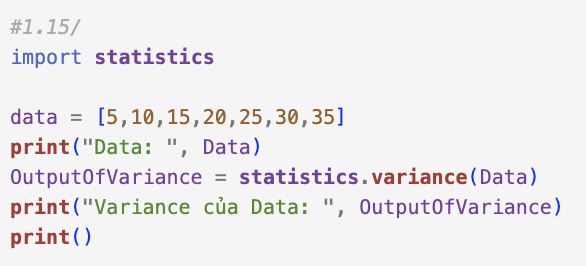 #1.15/
import statistics
data = [5,10,15,20,25,30,35]
print("Data: ", Data)
OutputOfVariance = statistics.variance(Data)
print("Variance của Data: ", OutputOfVariance)
print()